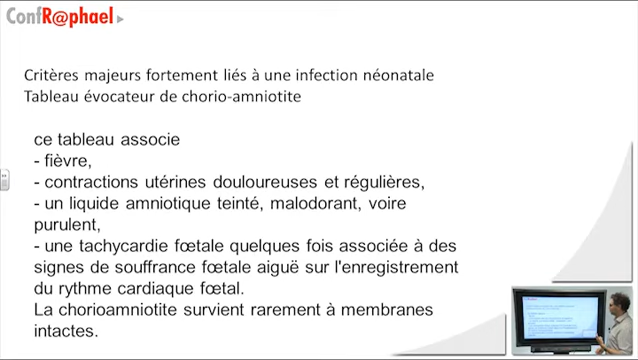 ConfR@phael
Critères majeurs fortement liés à une infection néonatale
Tableau évocateur de chorio-amniotite
ce tableau associe
- fièvre,
- contractions utérines douloureuses et régulières,
- un liquide amniotique teinté, malodorant, voire
purulent,
- une tachycardie fœtale quelques fois associée à des
signes de souffrance fœtale aiguë sur l'enregistrement
du rythme cardiaque fœtal.
La chorioamniotite survient rarement à membranes
intactes.